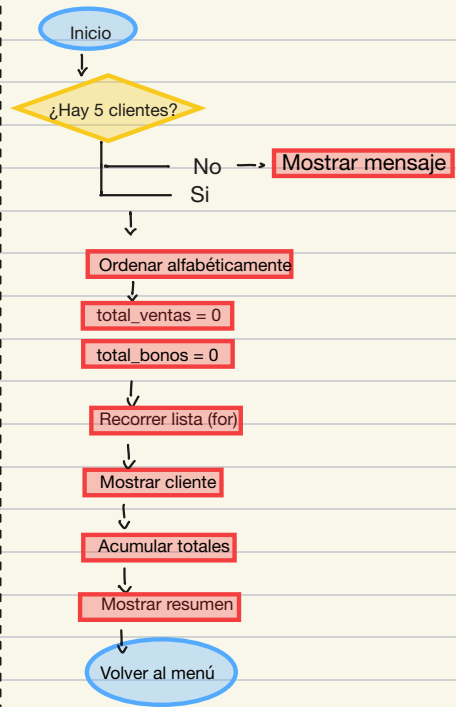 Inicio
¿Hay 5 clientes?
No
Mostrar mensaje
Si
Ordenar alfabéticamente
total_ventas = 0
total_bonos = 0
Recorrer lista (for)
Mostrar cliente
Acumular totales
Mostrar resumen
Volver al menú